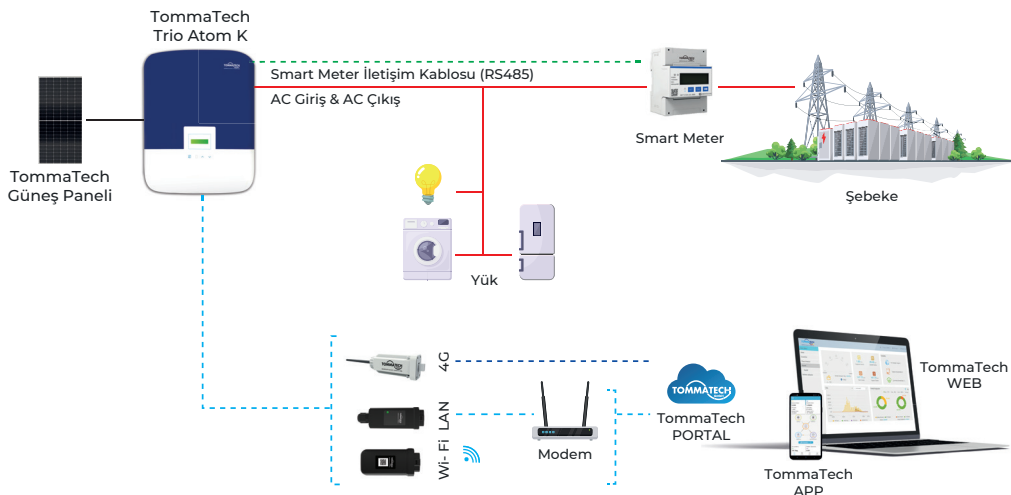 TommaTech
Trio Atom K
Smart Meter İletişim Kablosu (RS485)
AC Giriş & AC Çıkış
Smart Meter
TommaTech
Güneş Paneli
Şebeke
Yük
4G
LAN
Wi- Fi
Modem
TOMMATECH
TommaTech
PORTAL
TommaTech
WEB
TommaTech
APP